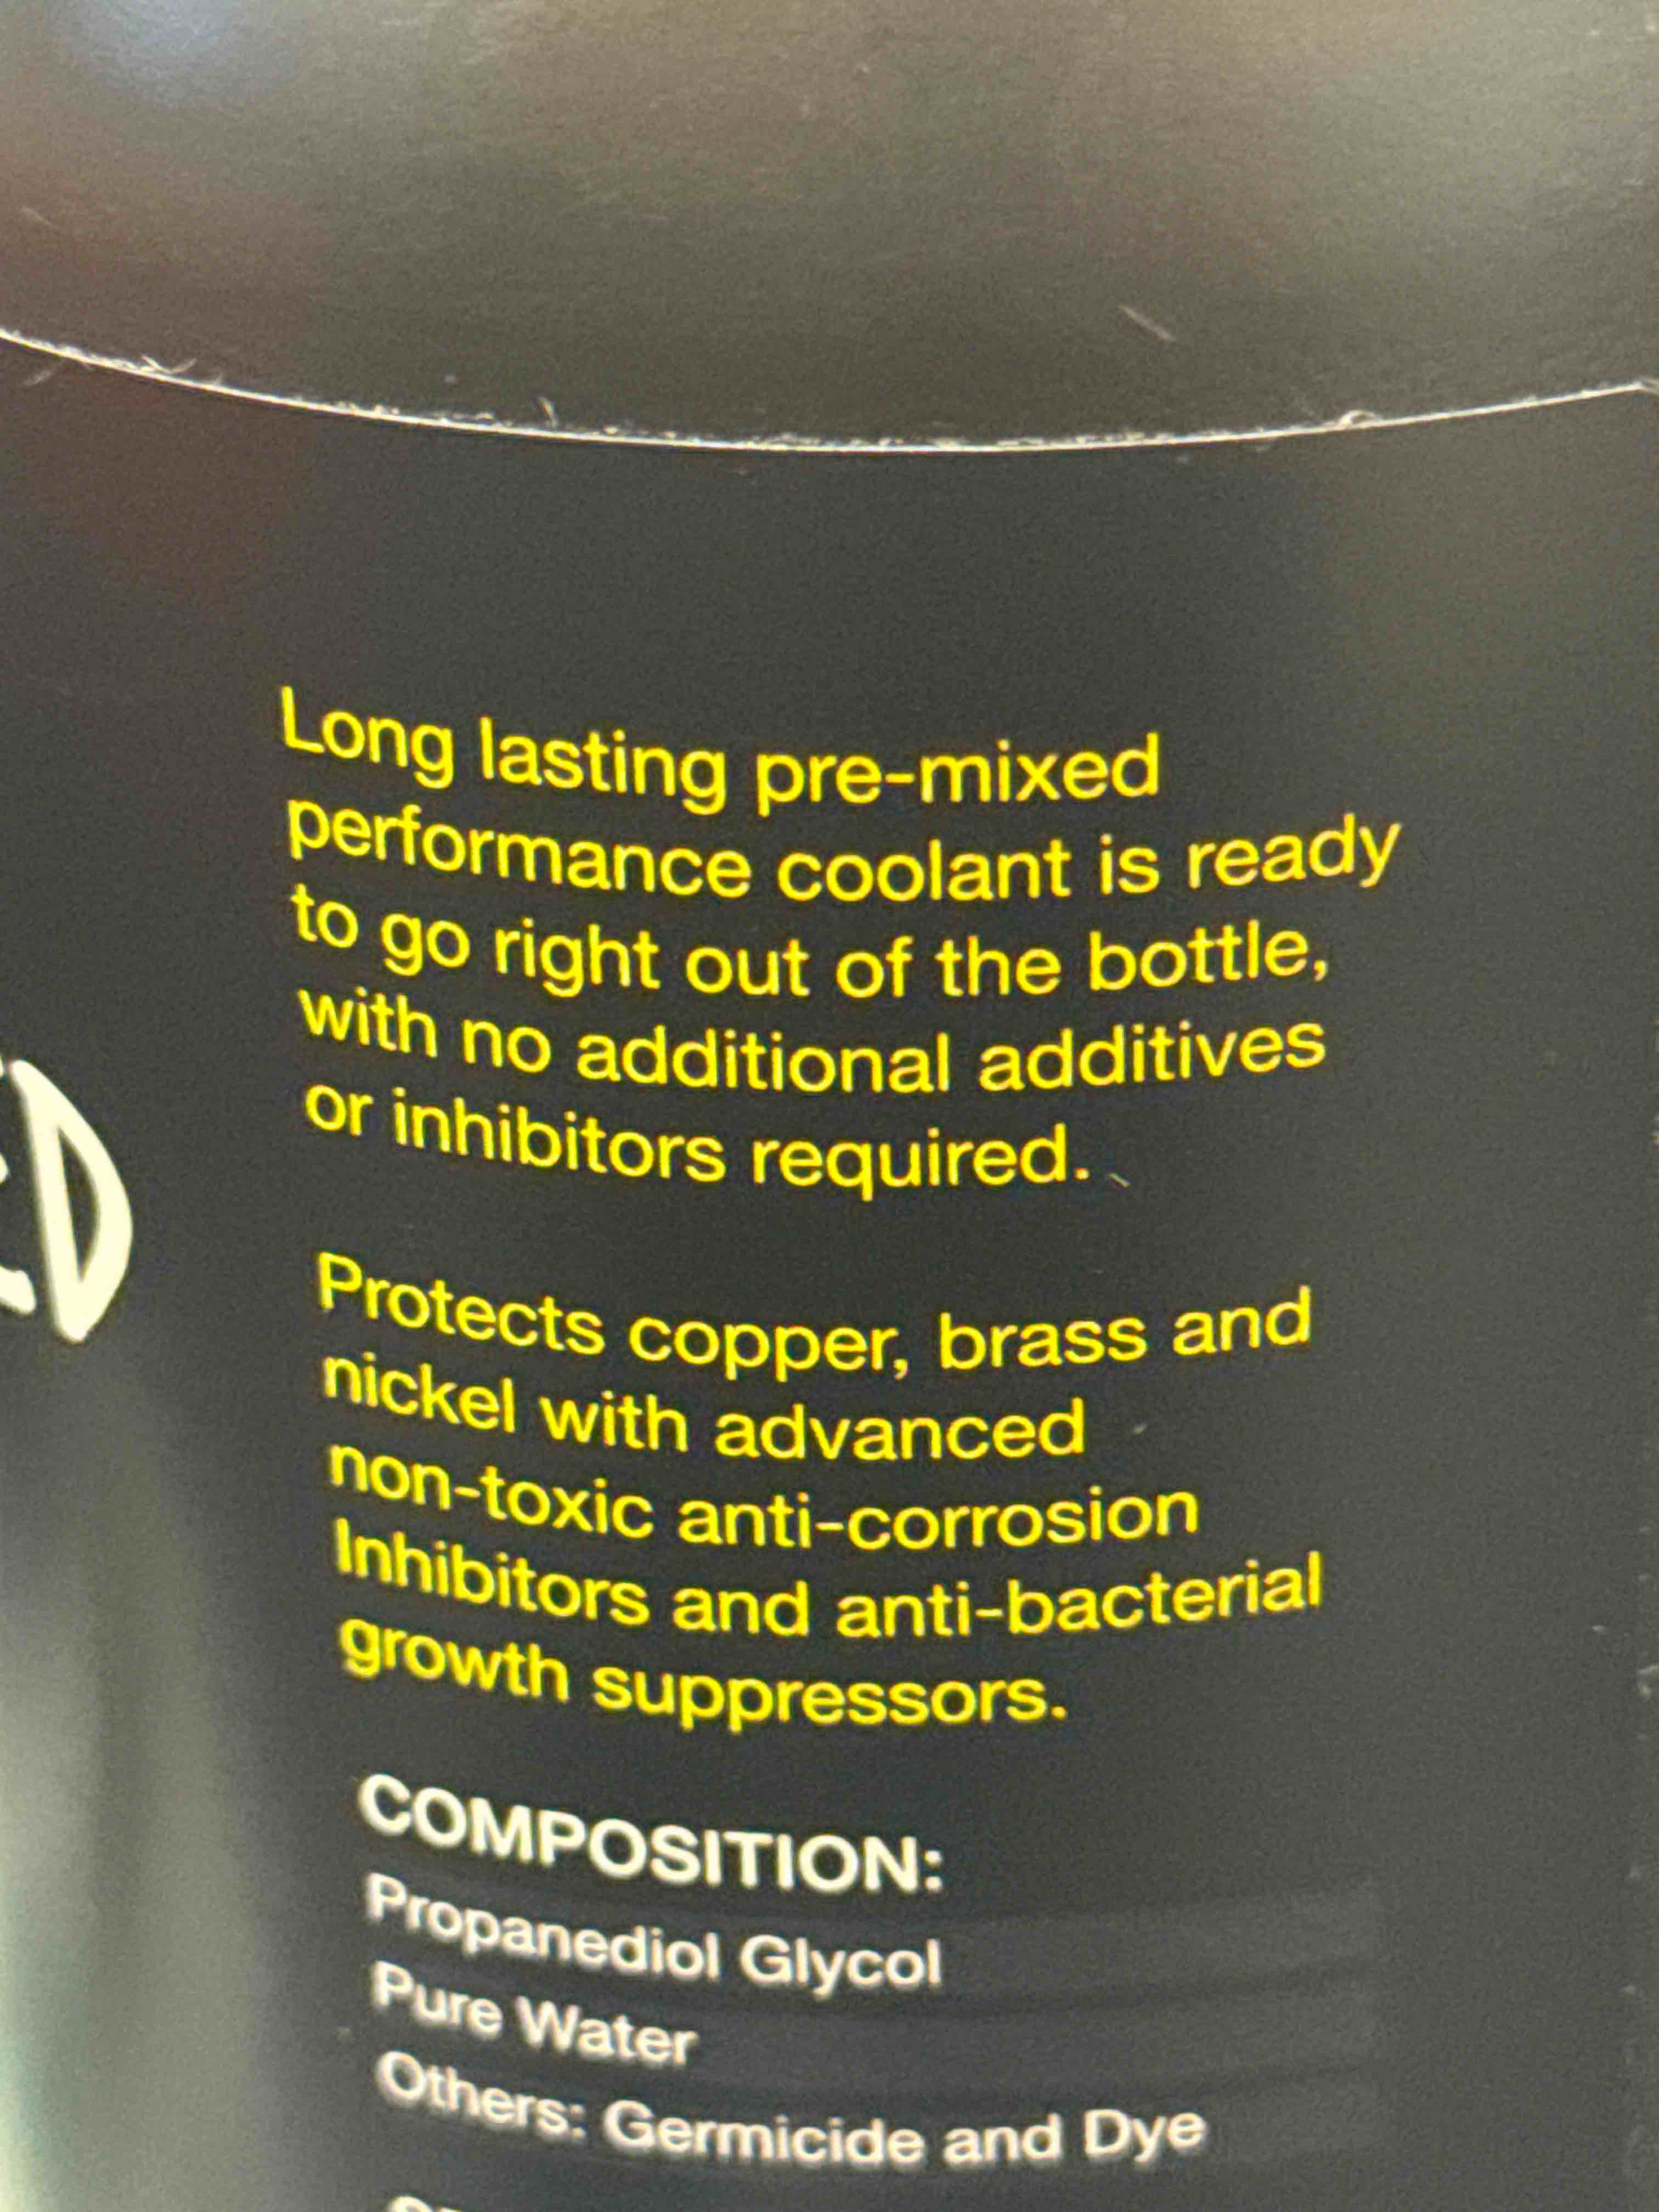 Long lasting pre-mixed
performance coolant is ready
to go right out of the bottle,
with no additional additives
or inhibitors required.
Protects copper, brass and
nickel with advanced
non-toxic anti-corrosion
Inhibitors and anti-bacterial
growth suppressors.
COMPOSITION:
Propanediol Glycol
Pure Water
Others: Germicide and Dye